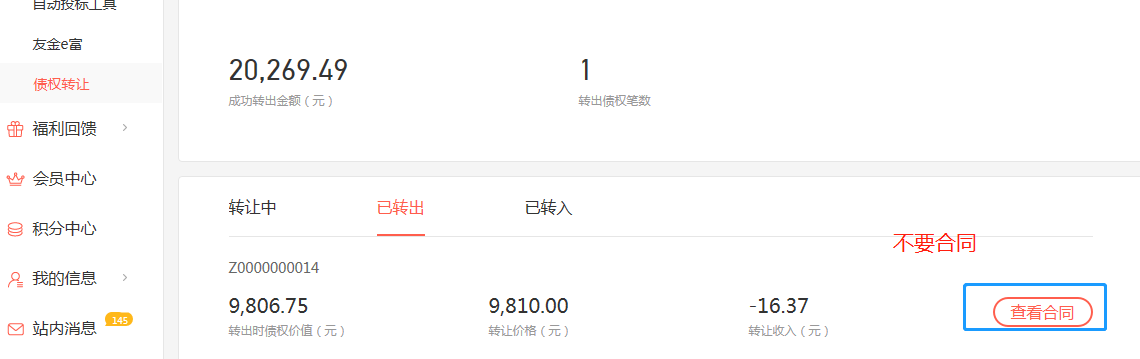 自动投标工具
友金e富
债权转让
福利回馈
会员中心
积分中心
我的信息
站内消息 145
20,269.49 1
成功转出金额（元） 转出债权笔数
转让中 已转出 已转入
不要合同
Z0000000014
9,806.75 9,810.00 -16.37 查看合同
转出时债权价值（元） 转让价格（元） 转让收入（元）